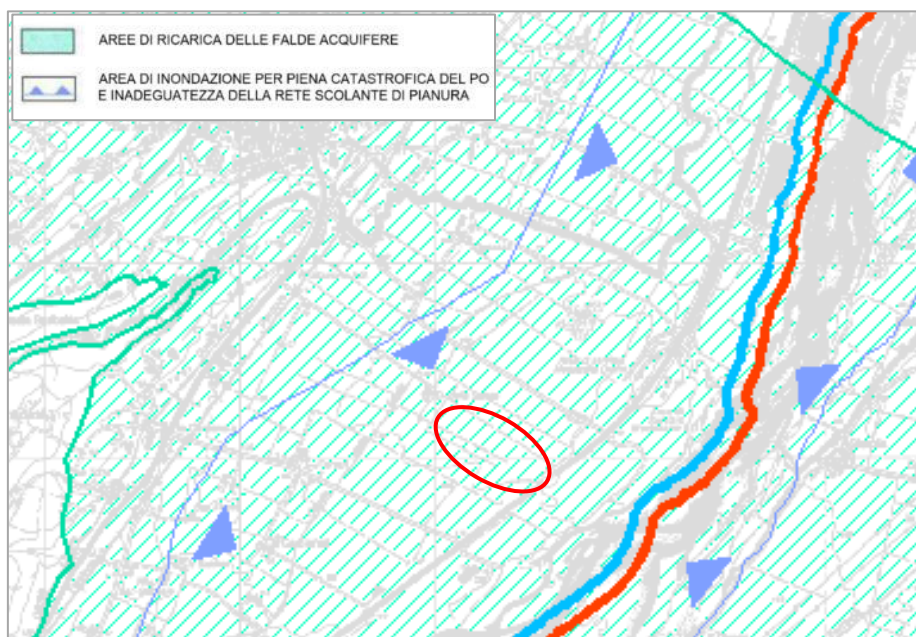 AREE DI RICARICA DELLE FALDE ACQUIFERE
AREA DI INONDAZIONE PER PIENA CATASTROFICA DEL PO
E INADEGUATEZZA DELLA RETE SCOLANTE DI PIANURA